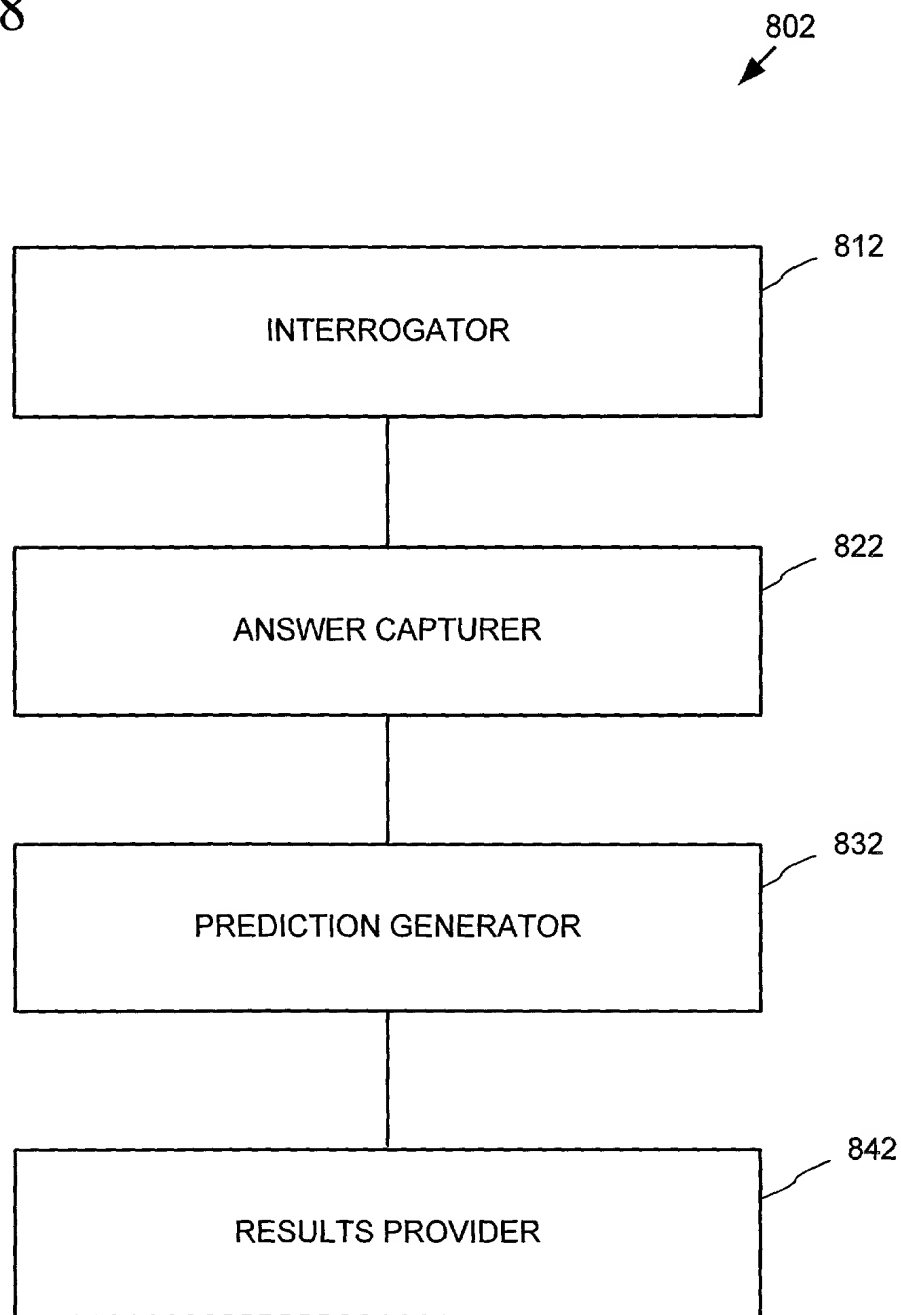 8
802
812
INTERROGATOR
822
ANSWER CAPTURER
832
PREDICTION GENERATOR
842
RESULTS PROVIDER